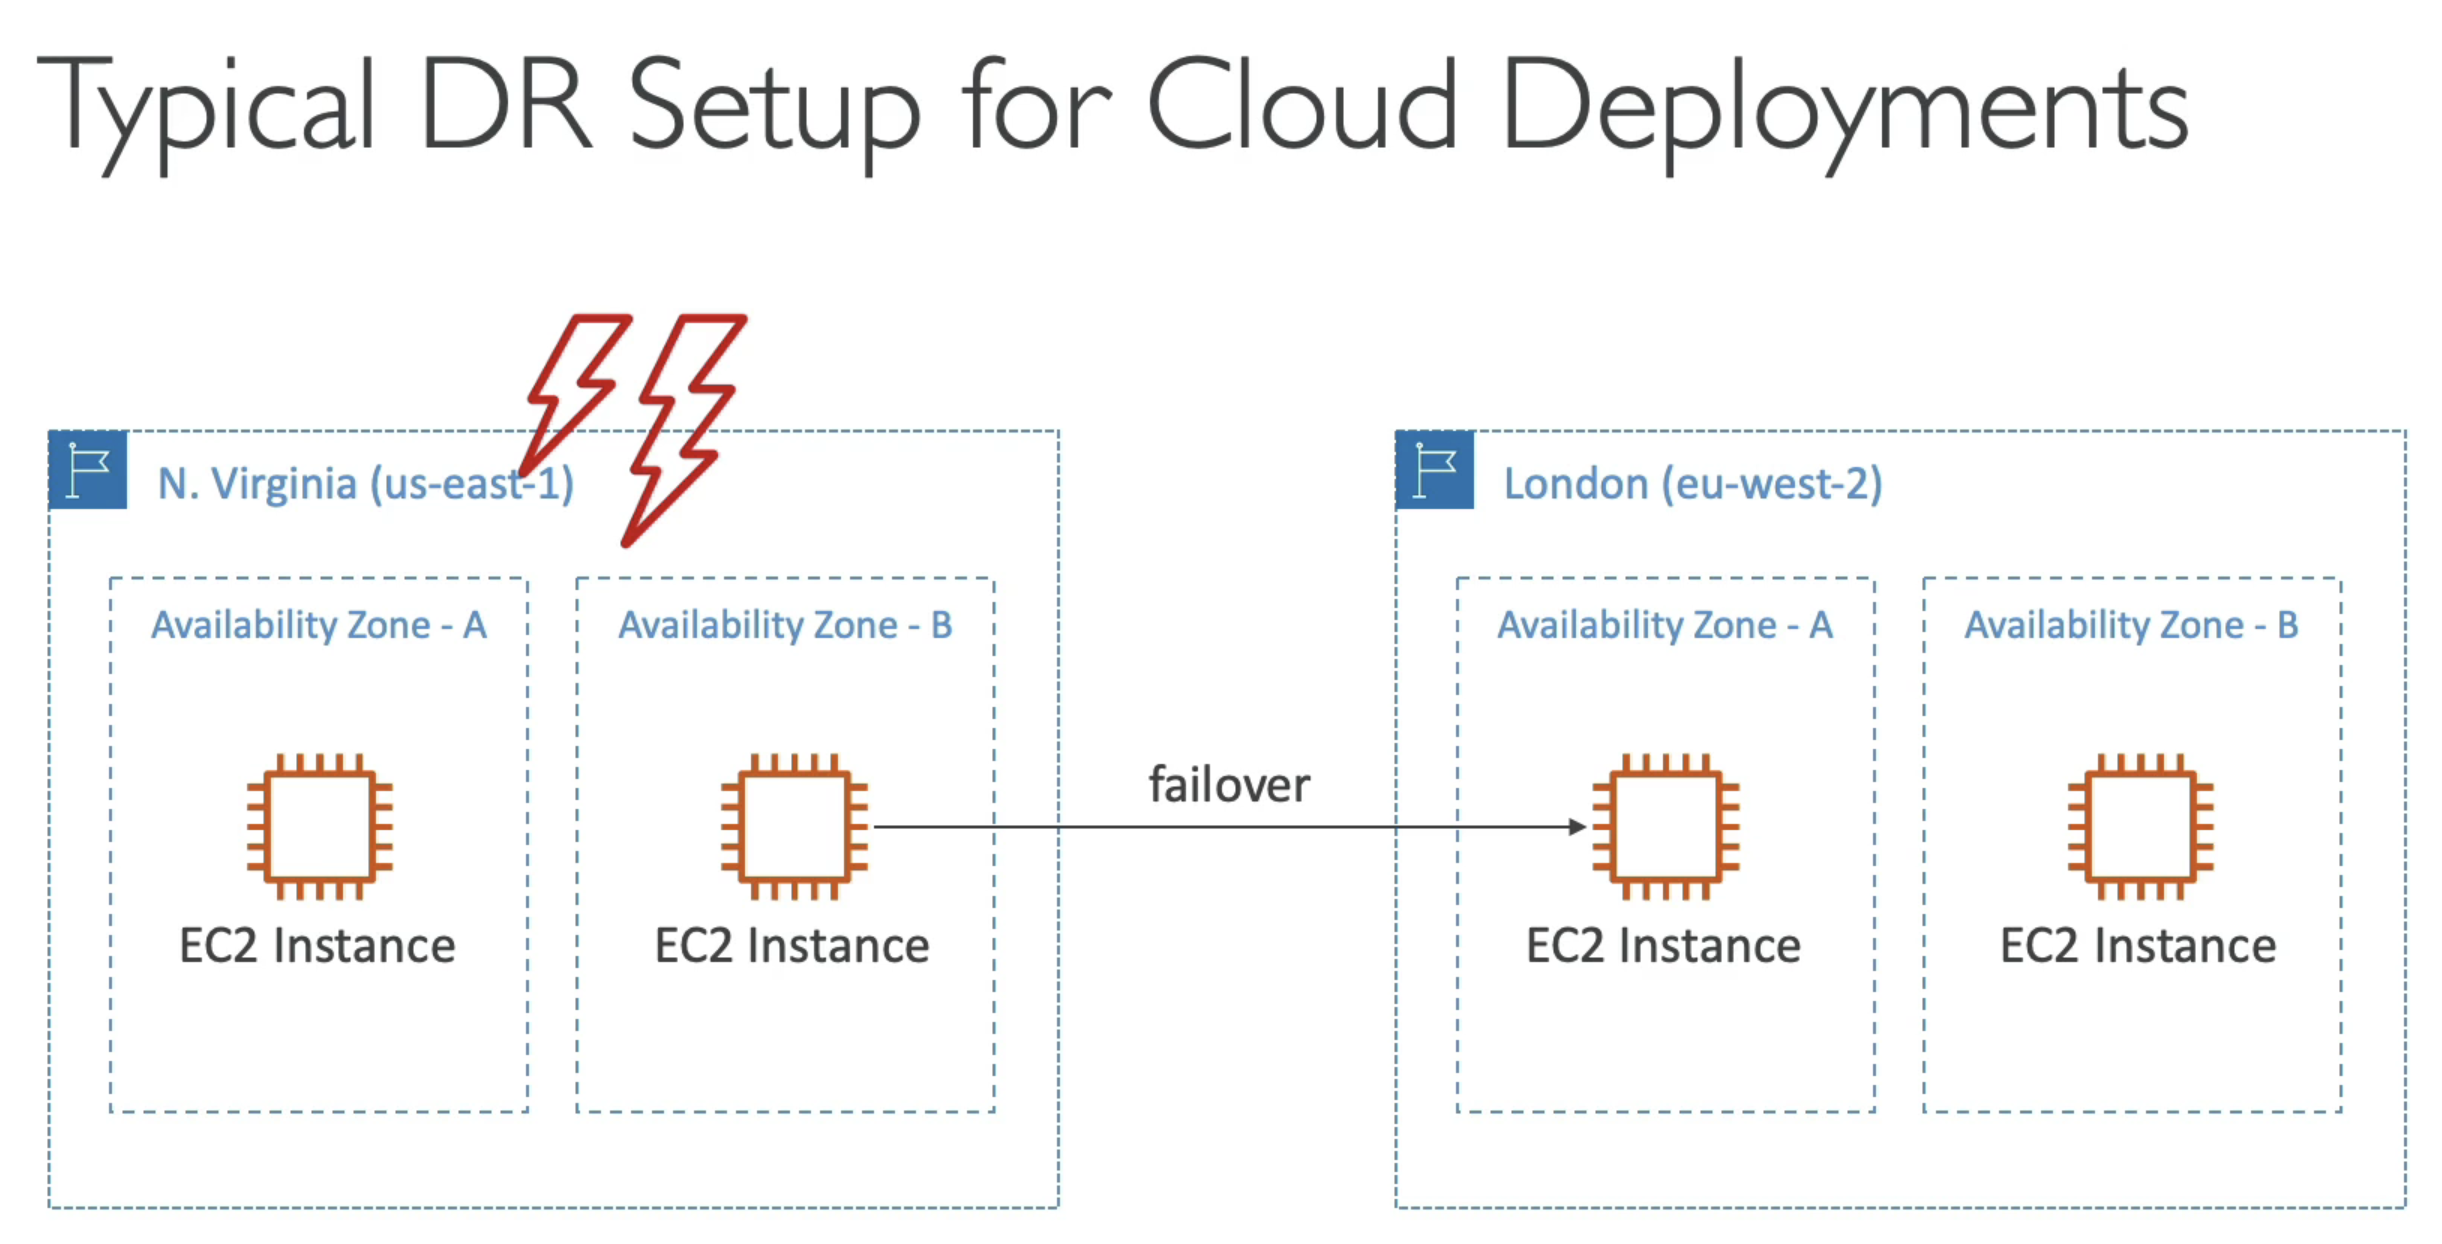 Typical DR Setup for Cloud Deployments
N. Virginia (us-east-1)
Availability Zone - A
Availability Zone - B
EC2 Instance
EC2 Instance
failover
London (eu-west-2)
Availability Zone - A
Availability Zone - B
EC2 Instance
EC2 Instance